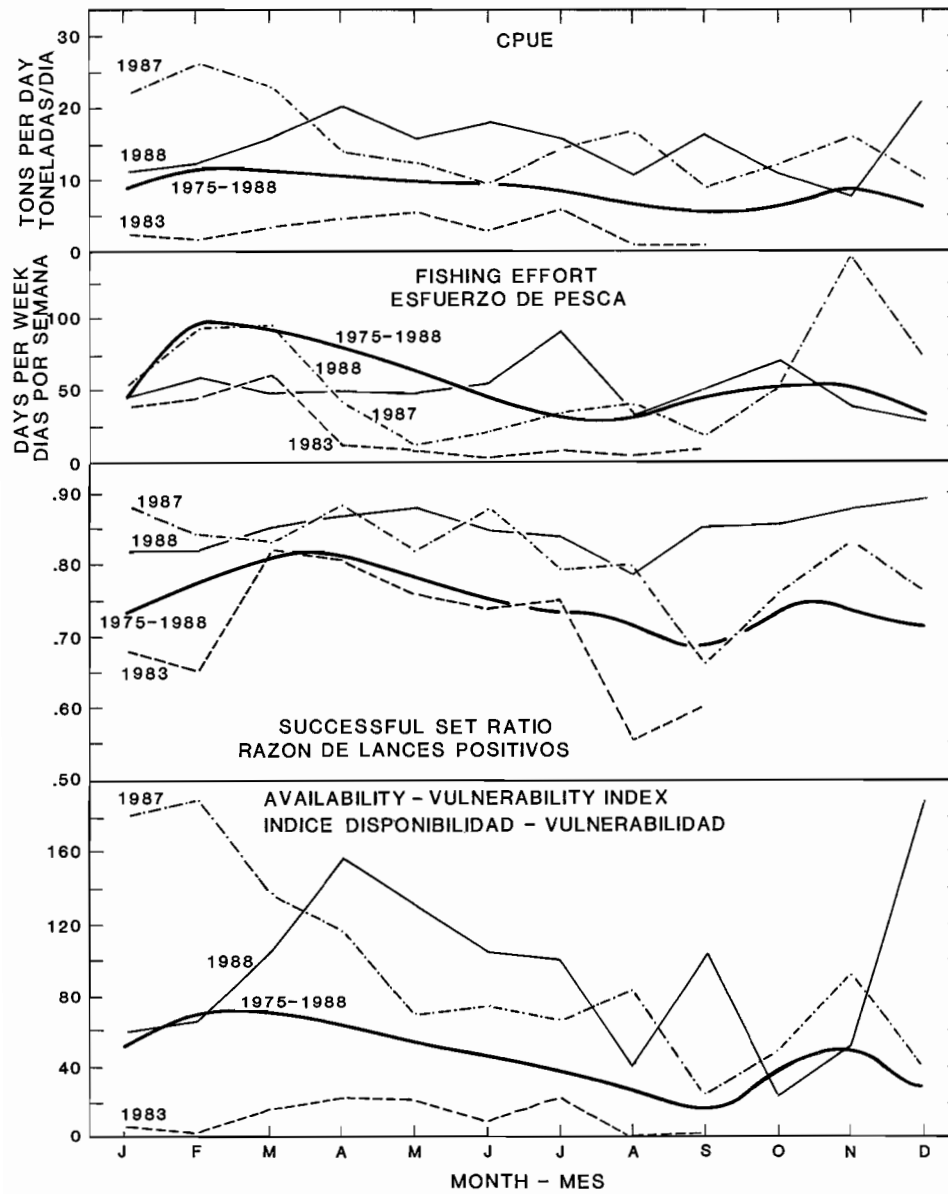 CPUE
TONS PER DAY
TONELADAS/DIA
30
20
10
0
1987
1988
1975-1988
1983
FISHING EFFORT
ESFUERZO DE PESCA
DAYS PER WEEK
DIAS POR SEMANA
100
50
0
1975-1988
1988
1987
1983
.90
.80
.70
.60
.50
1987
1988
1975-1988
1983
SUCCESSFUL SET RATIO
RAZON DE LANCES POSITIVOS
AVAILABILITY - VULNERABILITY INDEX
INDICE DISPONIBILIDAD - VULNERABILIDAD
160
120
80
40
0
1987
1988
1975-1988
1983
J F M A M J J A S O N D
MONTH - MES